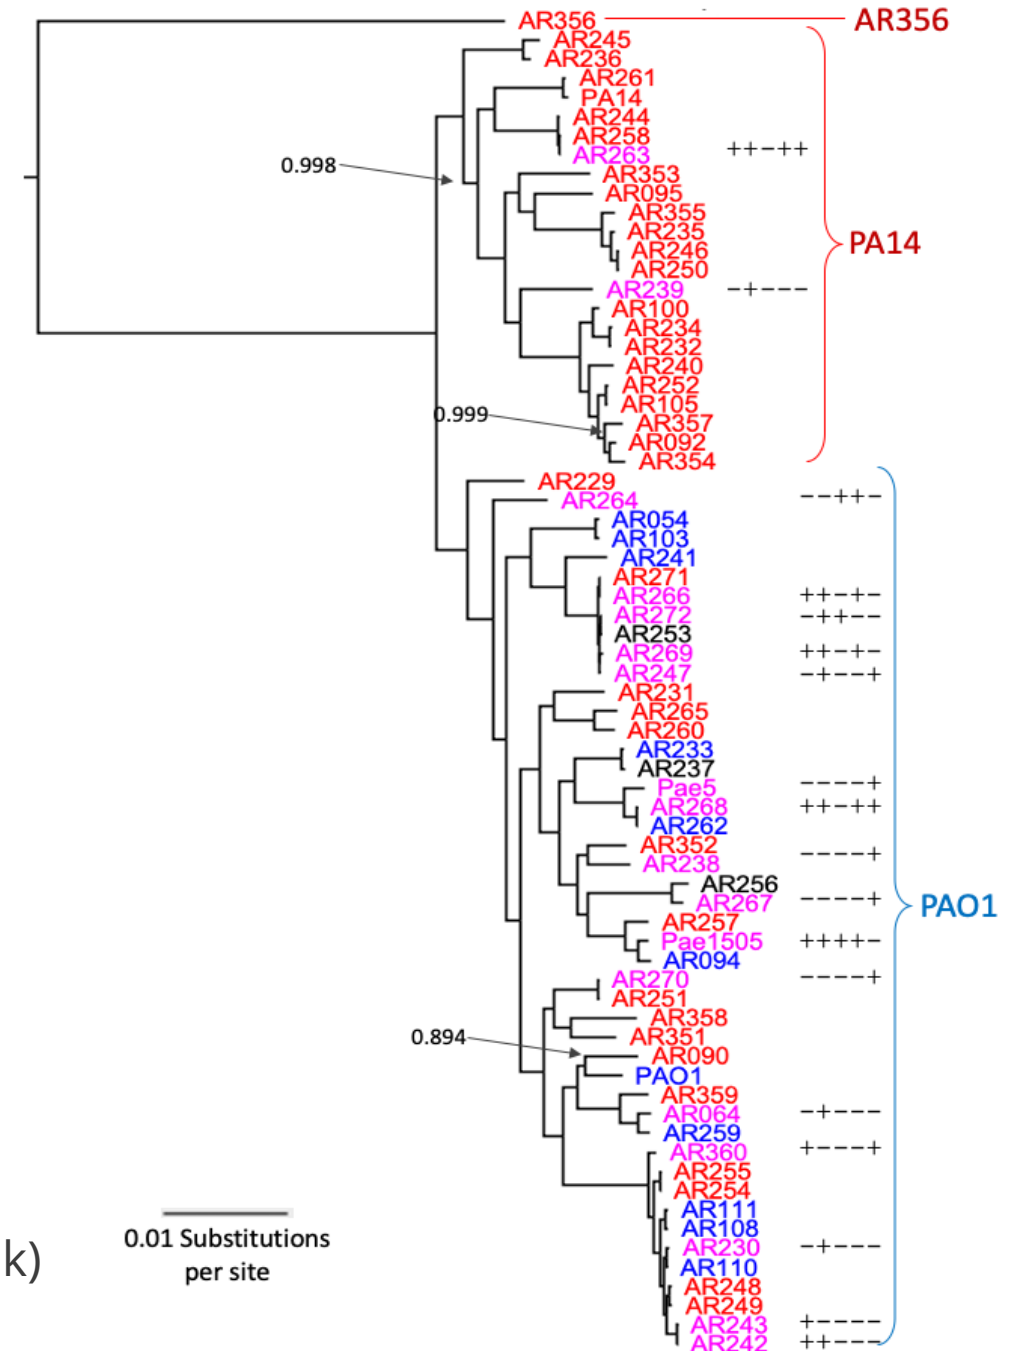 AR356 AR356
AR245
AR236
AR261
PA14
AR244
AR258
AR263 ++−++
0.998
AR353
AR095
AR355
AR235
AR246
AR250
PA14
AR239 −+−−−
AR100
AR234
AR232
AR240
AR252
AR105
0.999
AR357
AR092
AR354
AR229
AR264 −−++−
AR054
AR103
AR241
AR271
AR266 ++−+−
AR272 −++−−
AR253
AR269 ++−+−
AR247 −+−−+
AR231
AR265
AR260
AR233
AR237
Pae5 −−−−+
AR268 ++−++
AR262
AR352
AR238 −−−−+
AR256
AR267 −−−−+
PAO1
AR257
Pae1505 ++++−
AR094
AR270 −−−−+
AR251
AR358
AR351
0.894
AR090
PAO1
AR359
AR064 −+−−−
AR259
AR360 +−−−+
AR255
AR254
AR111
AR108
AR230 −+−−−
AR110
AR248
AR249
AR243 +−−−−
AR242 ++−−−
0.01 Substitutions
per site
k)